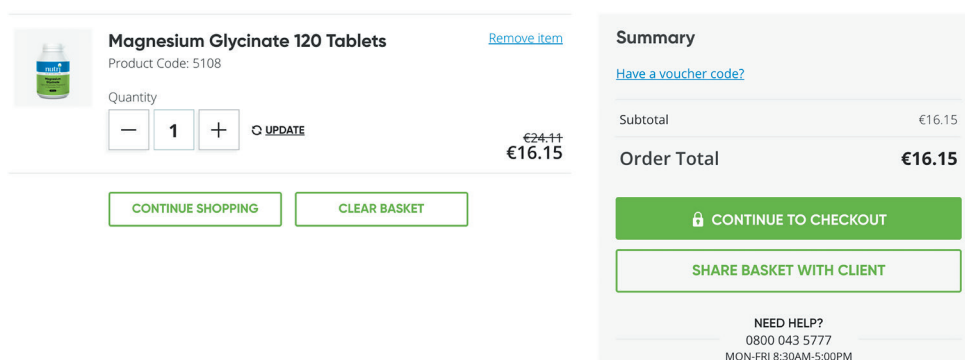 Magnesium Glycinate 120 Tablets
Remove item
Product Code: 5108
nutri
Quantity
1
UPDATE
€24.11
€16.15
CONTINUE SHOPPING
CLEAR BASKET
Summary
Have a voucher code?
Subtotal €16.15
Order Total €16.15
CONTINUE TO CHECKOUT
SHARE BASKET WITH CLIENT
NEED HELP?
0800 043 5777
MON-FRI 8:30AM-5:00PM